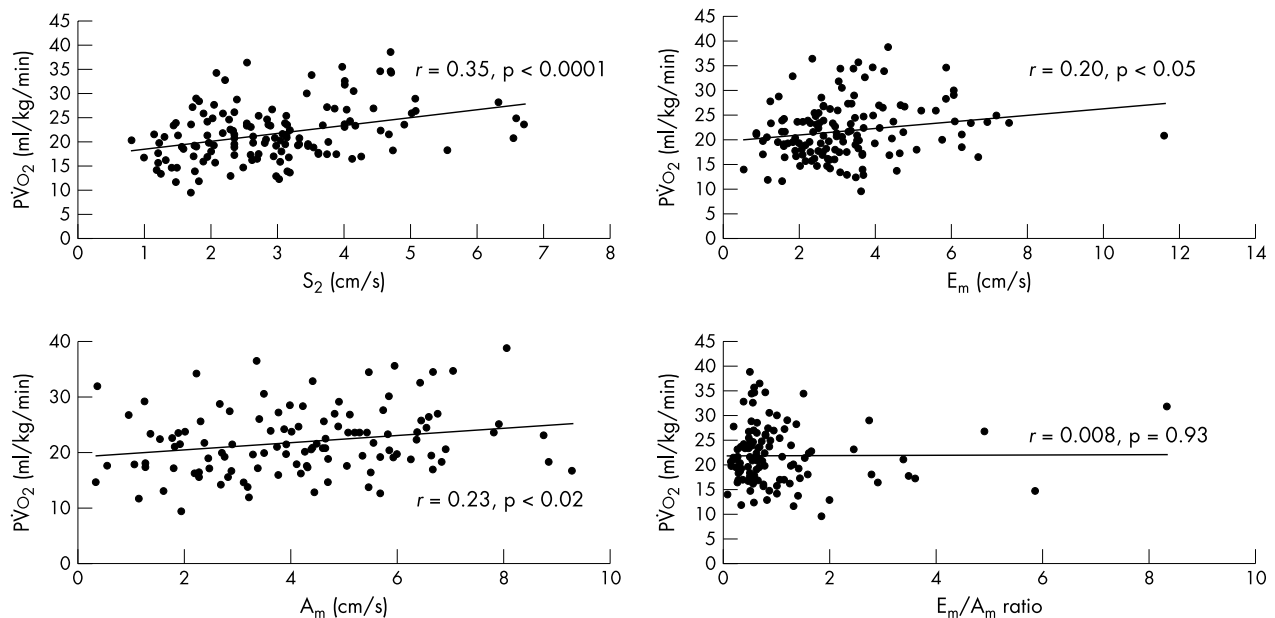 45
40
35
30
25
20
15
10
5
0
PV̇O₂ (ml/kg/min)
r = 0.35, p < 0.0001
0 1 2 3 4 5 6 7 8
S₂ (cm/s)
45
40
35
30
25
20
15
10
5
0
PV̇O₂ (ml/kg/min)
r = 0.20, p < 0.05
0 2 4 6 8 10 12 14
Eₘ (cm/s)
40
30
20
10
0
PV̇O₂ (ml/kg/min)
r = 0.23, p < 0.02
0 2 4 6 8 10
Aₘ (cm/s)
45
40
35
30
25
20
15
10
5
0
PV̇O₂ (ml/kg/min)
r = 0.008, p = 0.93
0 2 4 6 8 10
Eₘ/Aₘ ratio